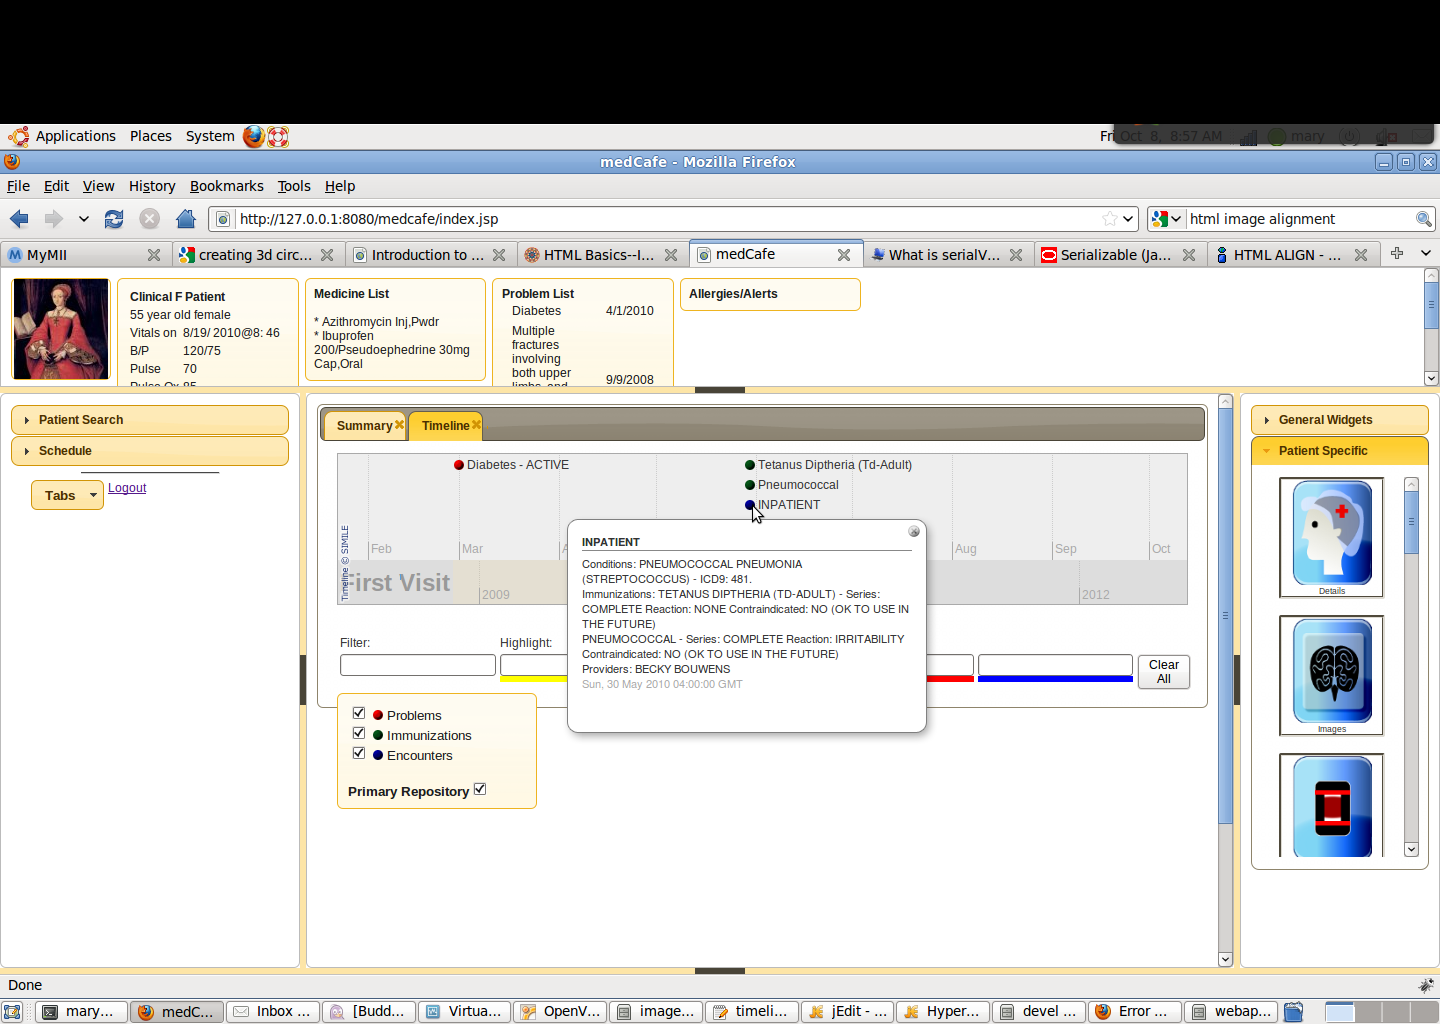 Applications Places System
Fri Oct 8, 8:57 AM mary
medCafe - Mozilla Firefox
File Edit View History Bookmarks Tools Help
http://127.0.0.1:8080/medcafe/index.jsp
html image alignment
MyMII
creating 3d circ...
Introduction to ...
HTML Basics--I...
medCafe
What is serialV...
Serializable (Ja...
HTML ALIGN - ...
Clinical F Patient
55 year old female
Vitals on 8/19/ 2010@8: 46
B/P 120/75
Pulse 70
Pulse Ox 85
Medicine List
* Azithromycin Inj,Pwdr
* Ibuprofen
200/Pseudoephedrine 30mg
Cap,Oral
Problem List
Diabetes 4/1/2010
Multiple
fractures
involving
both upper
limbs, and 9/9/2008
Allergies/Alerts
Patient Search
Schedule
Tabs
Logout
Summary
Timeline
Diabetes - ACTIVE
Tetanus Diptheria (Td-Adult)
Pneumococcal
INPATIENT
Timeline © SIMILE
Feb
Mar
A
Aug
Sep
Oct
First Visit
2009
2012
INPATIENT
Conditions: PNEUMOCOCCAL PNEUMONIA
(STREPTOCOCCUS) - ICD9: 481.
Immunizations: TETANUS DIPTHERIA (TD-ADULT) - Series:
COMPLETE Reaction: NONE Contraindicated: NO (OK TO USE IN
THE FUTURE)
PNEUMOCOCCAL - Series: COMPLETE Reaction: IRRITABILITY
Contraindicated: NO (OK TO USE IN THE FUTURE)
Providers: BECKY BOUWENS
Sun, 30 May 2010 04:00:00 GMT
Filter:
Highlight:
Clear
All
Problems
Immunizations
Encounters
Primary Repository
General Widgets
Patient Specific
Details
Images
Done
mary...
medC...
Inbox ...
[Budd...
Virtua...
OpenV...
image...
timeli...
jEdit - ...
Hyper...
devel ...
Error ...
webap...